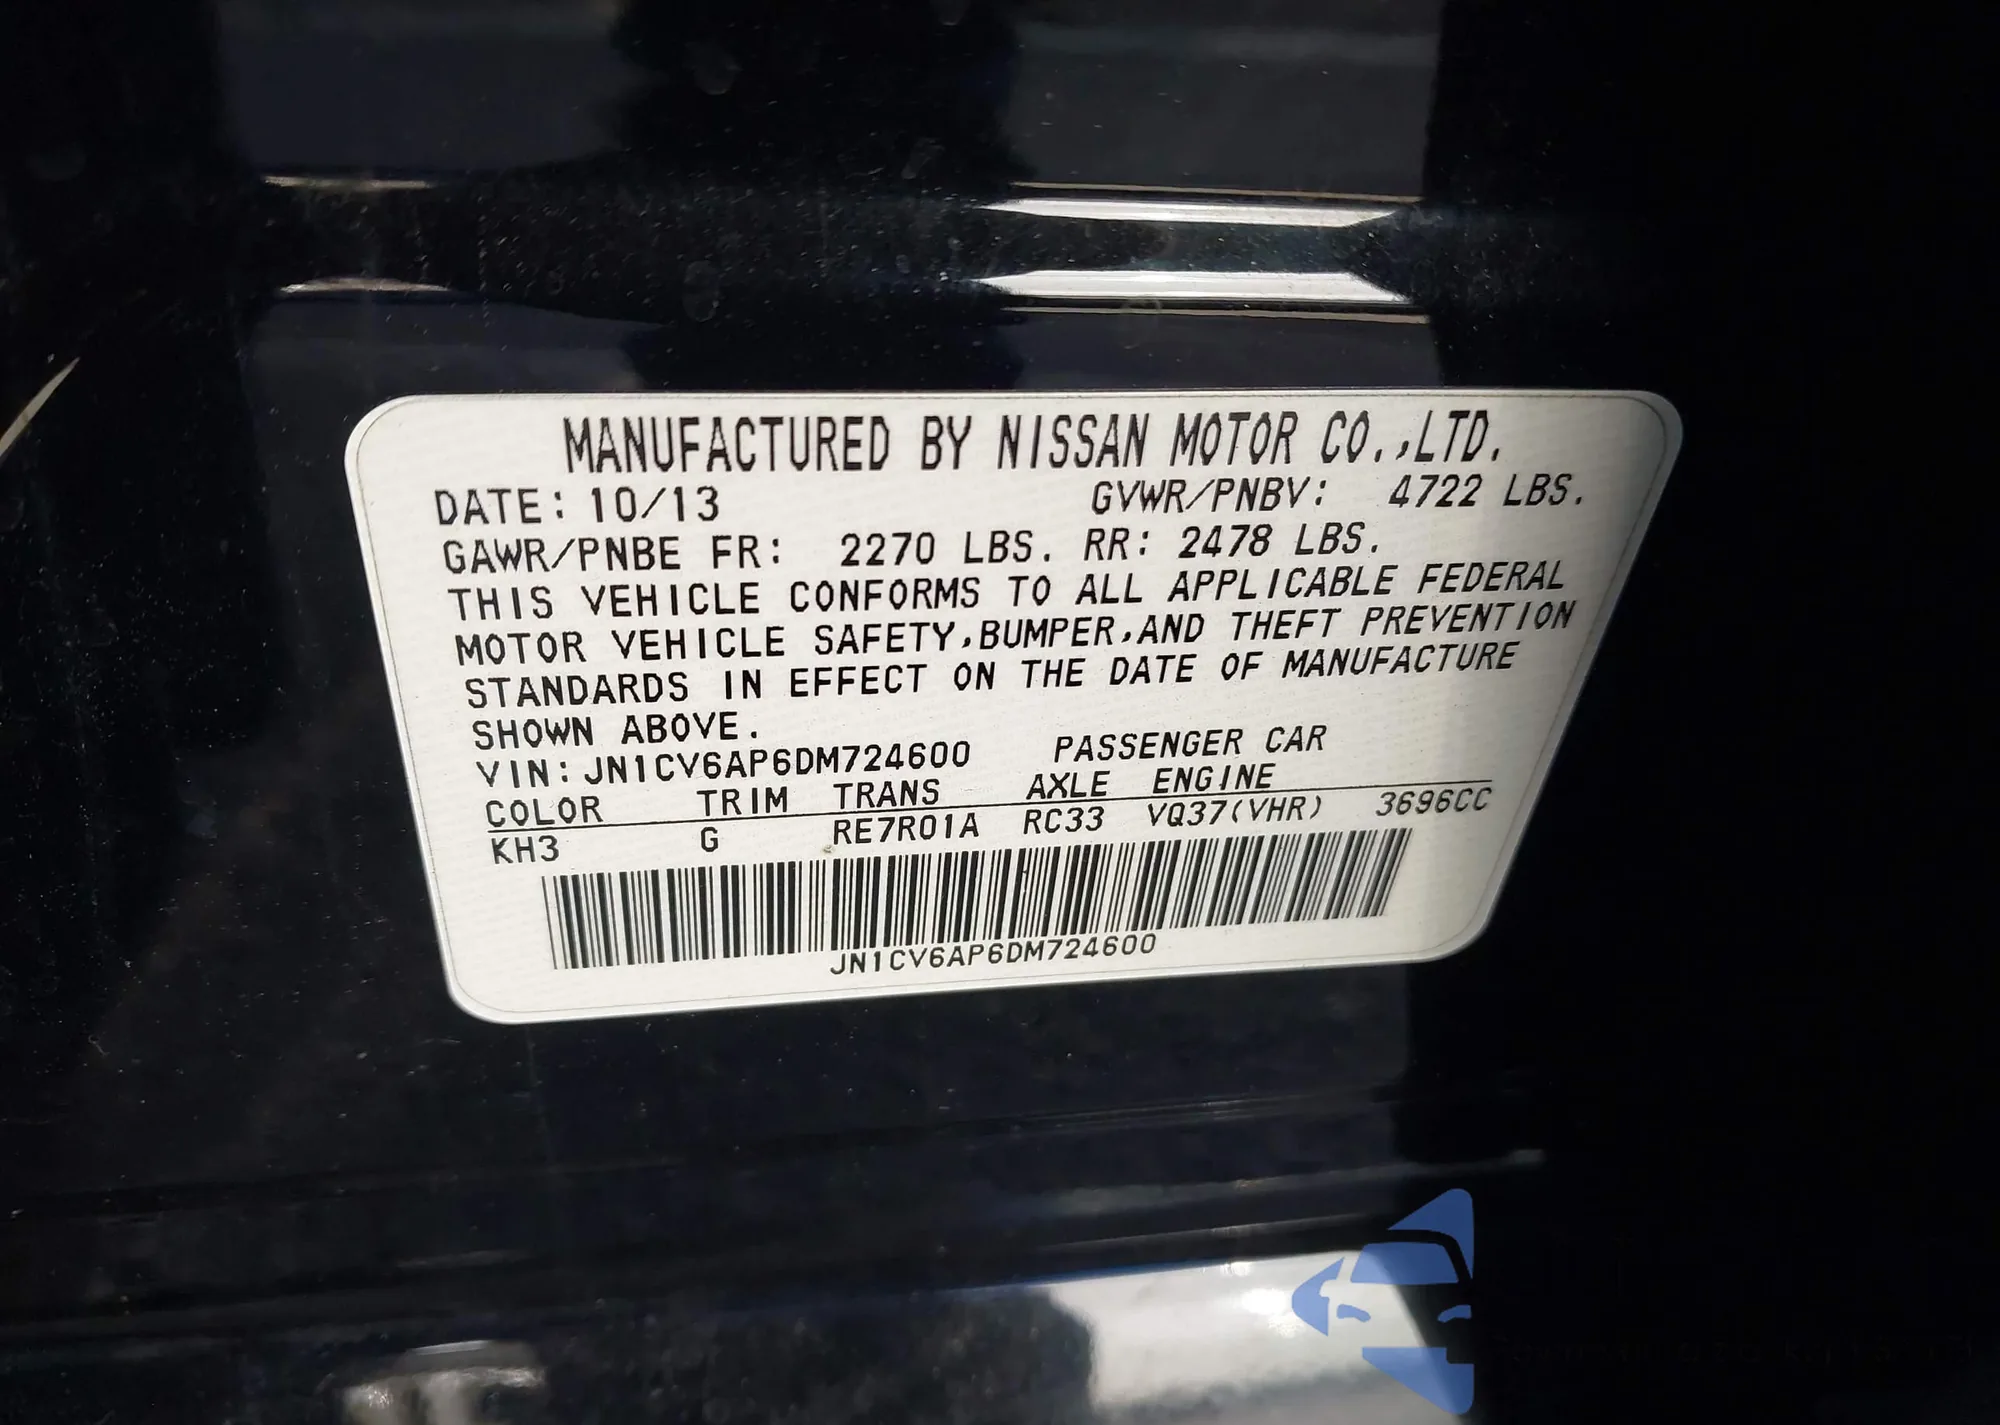 MANUFACTURED BY NISSAN MOTOR CO.,LTD.
DATE: 10/13 GVWR/PNBV: 4722 LBS.
GAWR/PNBE FR: 2270 LBS. RR: 2478 LBS.
THIS VEHICLE CONFORMS TO ALL APPLICABLE FEDERAL
MOTOR VEHICLE SAFETY,BUMPER,AND THEFT PREVENTION
STANDARDS IN EFFECT ON THE DATE OF MANUFACTURE
SHOWN ABOVE.
VIN: JN1CV6AP6DM724600 PASSENGER CAR
COLOR TRIM TRANS AXLE ENGINE
KH3 G RE7R01A RC33 VQ37(VHR) 3696CC
JN1CV6AP6DM724600